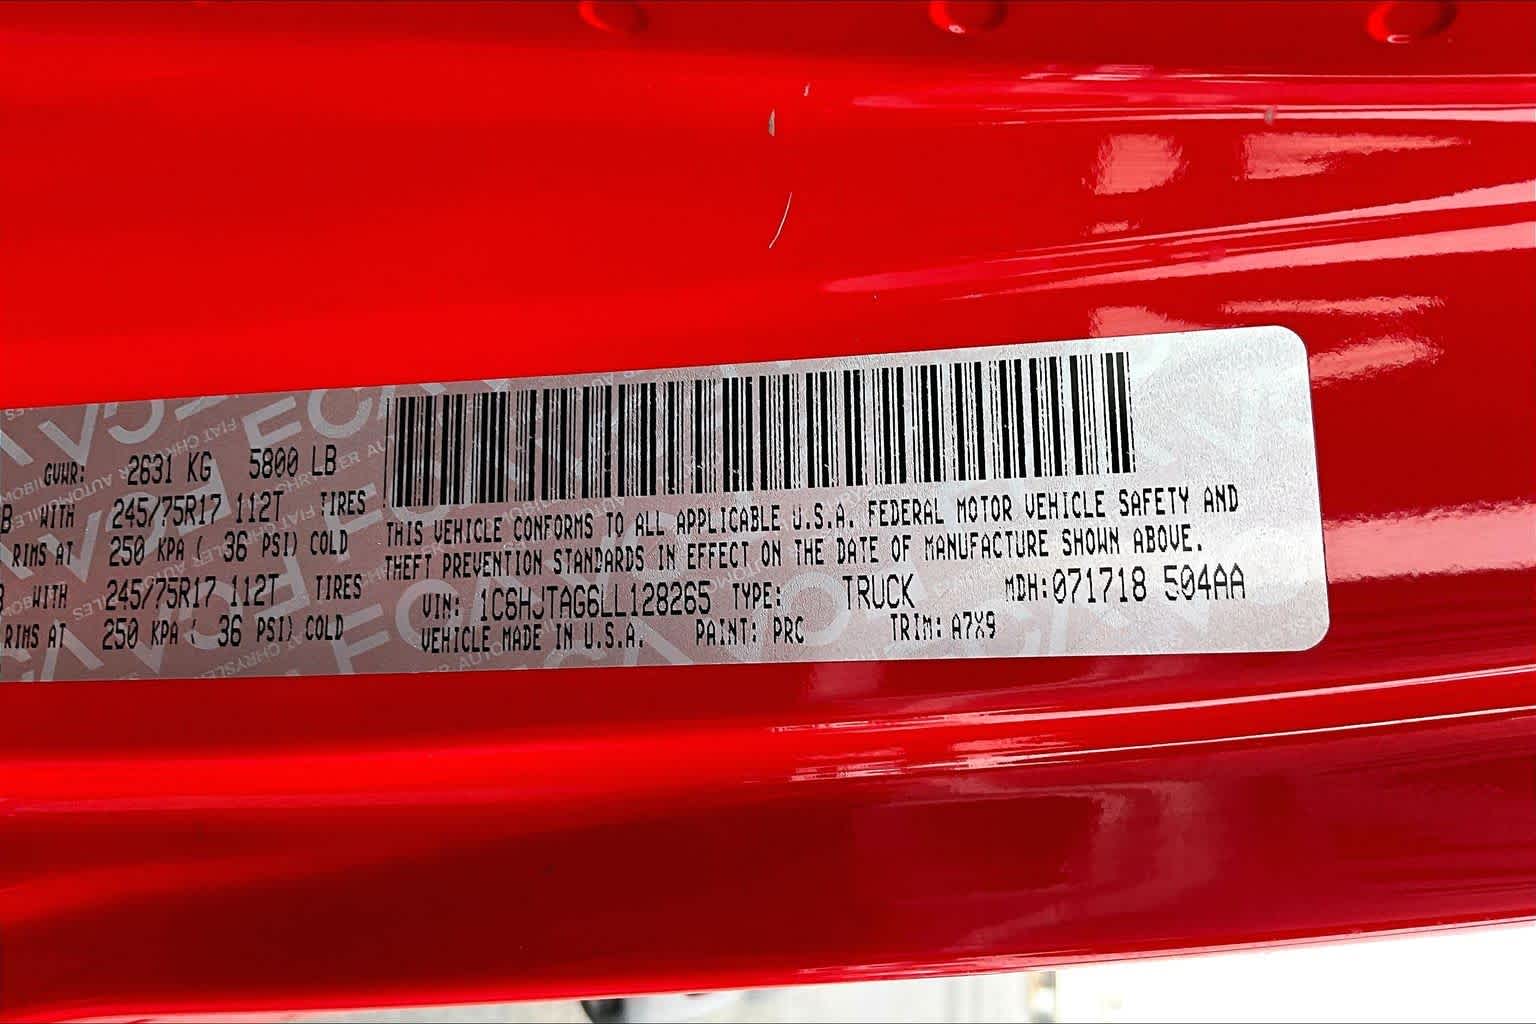 GVWR: 2631 KG 5800 LB
B WITH 245/75R17 112T TIRES
RIMS AT 250 KPA ( 36 PSI) COLD
B WITH 245/75R17 112T TIRES
RIMS AT 250 KPA ( 36 PSI) COLD
THIS VEHICLE CONFORMS TO ALL APPLICABLE U.S.A. FEDERAL MOTOR VEHICLE SAFETY AND
THEFT PREVENTION STANDARDS IN EFFECT ON THE DATE OF MANUFACTURE SHOWN ABOVE.
VIN: 1C6HJTAG6LL128265 TYPE: TRUCK MDH:071718 504AA
VEHICLE MADE IN U.S.A. PAINT: PRC TRIM: A7X9